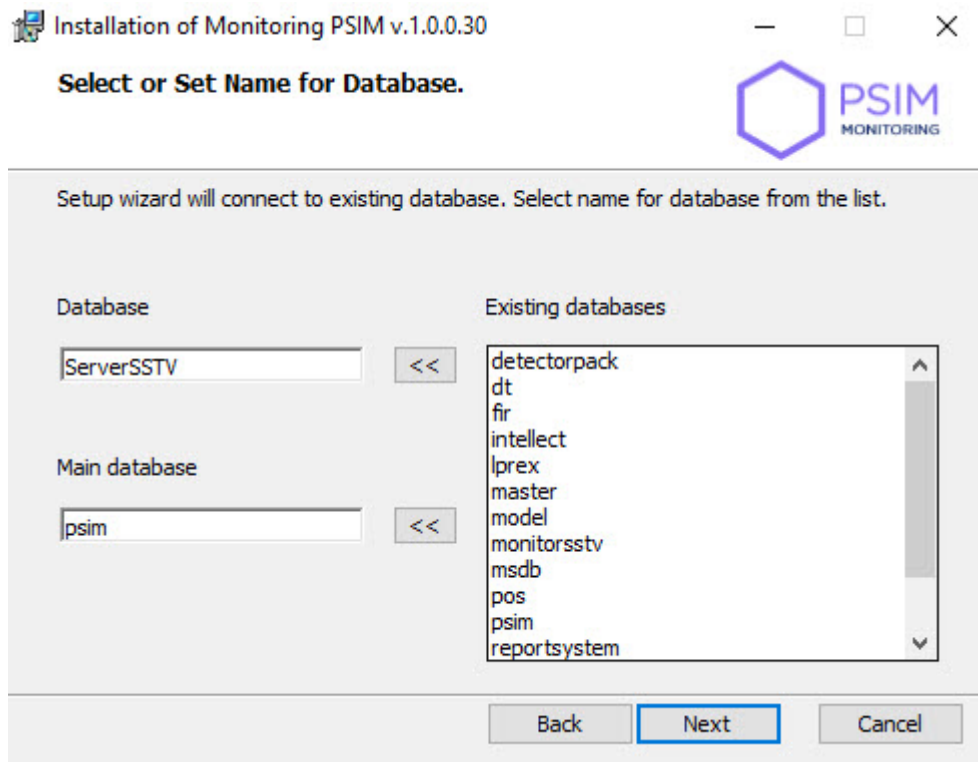 Installation of Monitoring PSIM v.1.0.0.30
Select or Set Name for Database.
PSIM
MONITORING
Setup wizard will connect to existing database. Select name for database from the list.
Database
ServerSSTV
<<
Main database
psim
<<
Existing databases
detectorpack
dt
fir
intellect
lprex
master
model
monitorsstv
msdb
pos
psim
reportsystem
Back
Next
Cancel